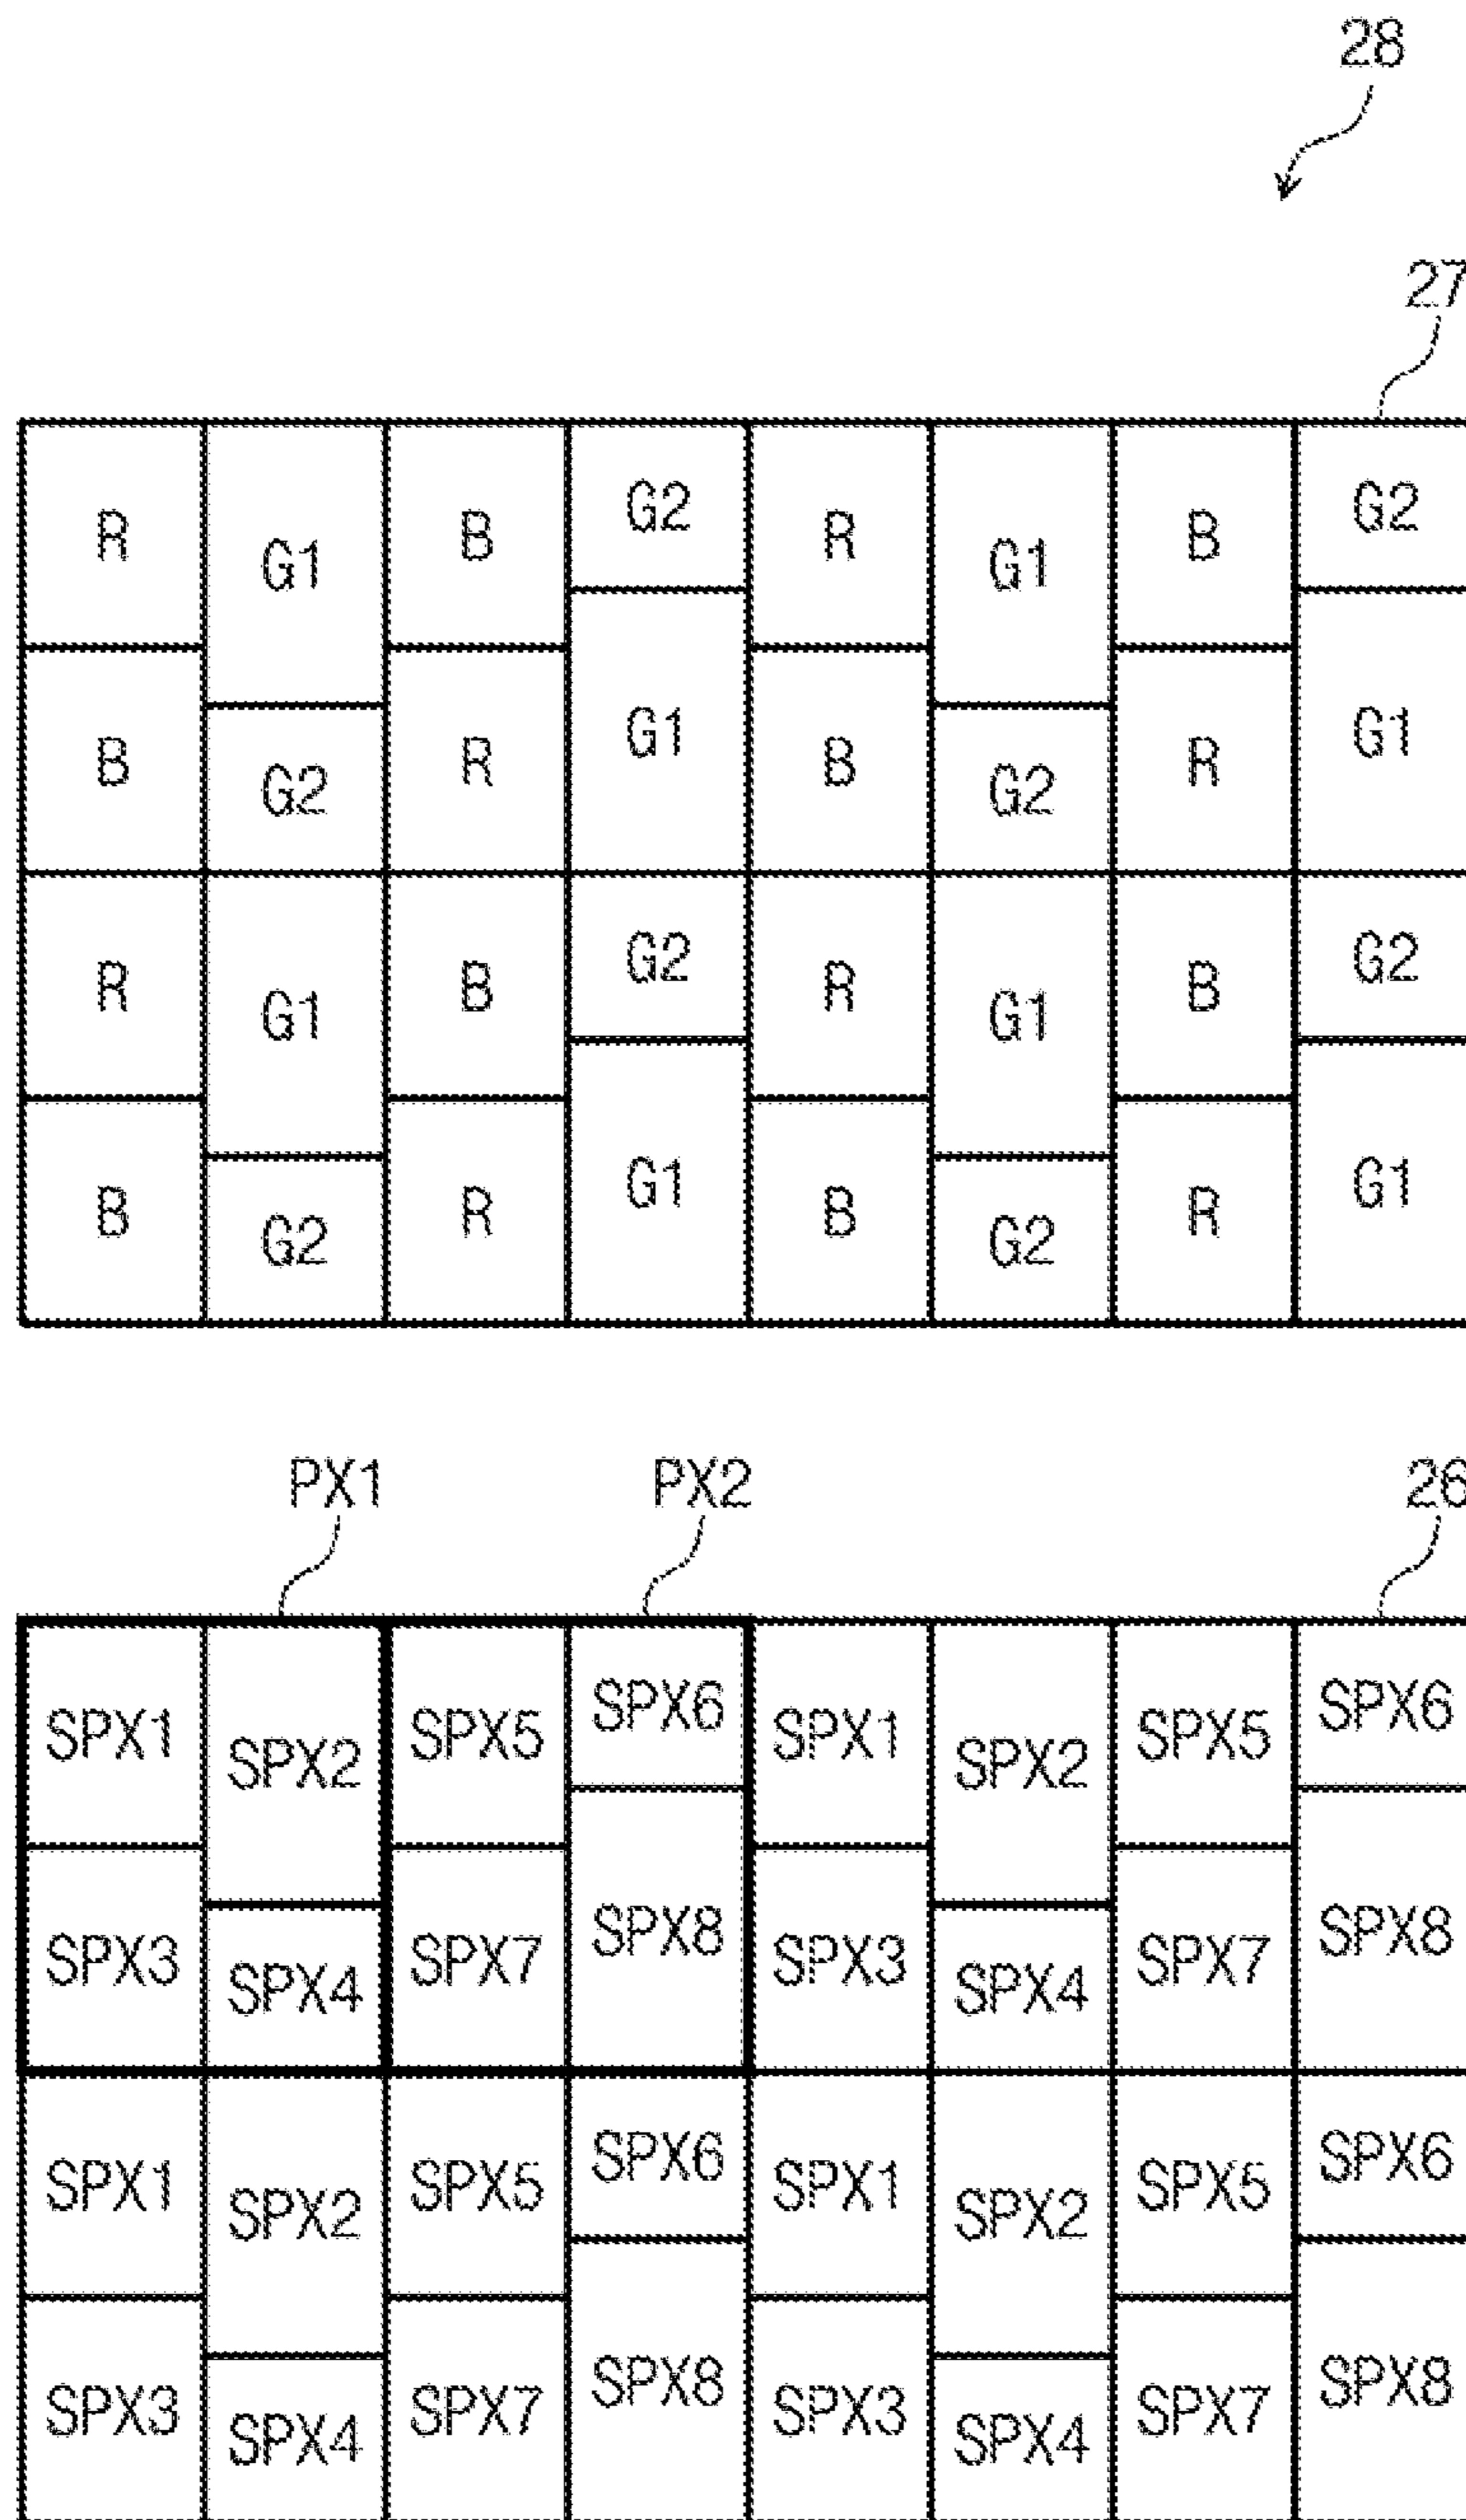 28
27
R G1 B G2 R G1 B G2
B G2 R G1 B G2 R G1
R G1 B G2 R G1 B G2
B G2 R G1 B G2 R G1
PX1 PX2 26
SPX1 SPX2 SPX5 SPX6 SPX1 SPX2 SPX5 SPX6
SPX3 SPX4 SPX7 SPX8 SPX3 SPX4 SPX7 SPX8
SPX1 SPX2 SPX5 SPX6 SPX1 SPX2 SPX5 SPX6
SPX3 SPX4 SPX7 SPX8 SPX3 SPX4 SPX7 SPX8